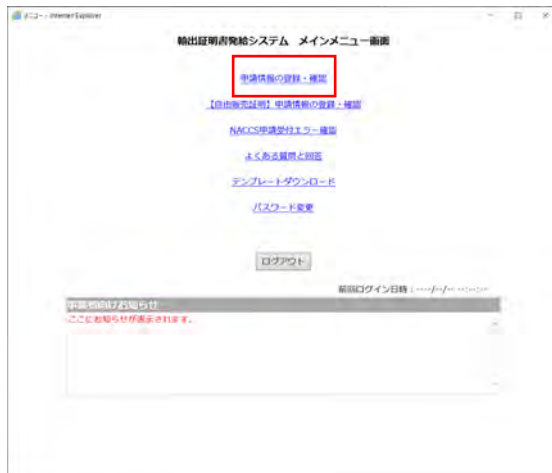 メニュー - Internet Explorer
輸出証明書発給システム メインメニュー画面
申請情報の登録・確認
【自由販売証明】申請情報の登録・確認
NACCS申請受付エラー確認
よくある質問と回答
テンプレートダウンロード
パスワード変更
ログアウト
前回ログイン日時：----/--/-- --:--:--
事業者向けお知らせ
ここにお知らせが表示されます。